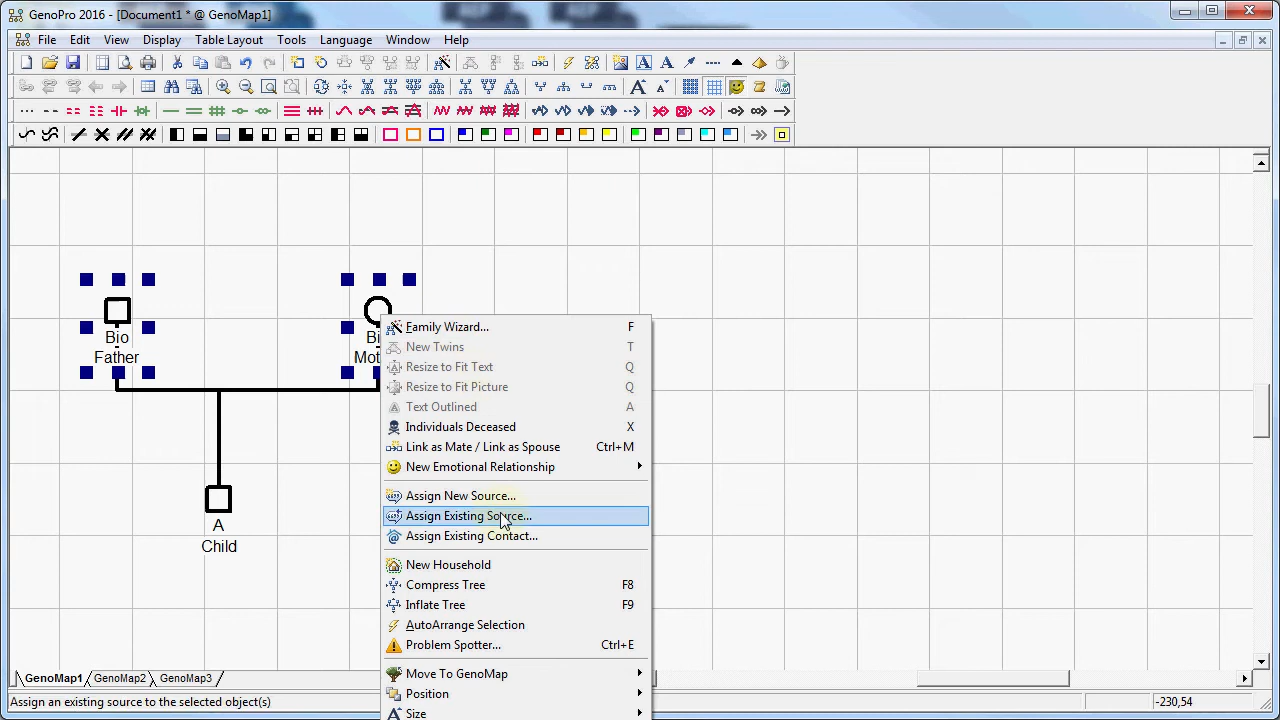 GenoPro 2016 - [Document1 * @ GenoMap1]
File Edit View Display Table Layout Tools Language Window Help
Bio
Father
A
Child
Family Wizard... F
New Twins T
Resize to Fit Text Q
Resize to Fit Picture Q
Text Outlined A
Individuals Deceased X
Link as Mate / Link as Spouse Ctrl+M
New Emotional Relationship
Assign New Source...
Assign Existing Source...
Assign Existing Contact...
New Household
Compress Tree F8
Inflate Tree F9
AutoArrange Selection
Problem Spotter... Ctrl+E
Move To GenoMap
Position
Size
GenoMap1 GenoMap2 GenoMap3
Assign an existing source to the selected object(s) -230,54